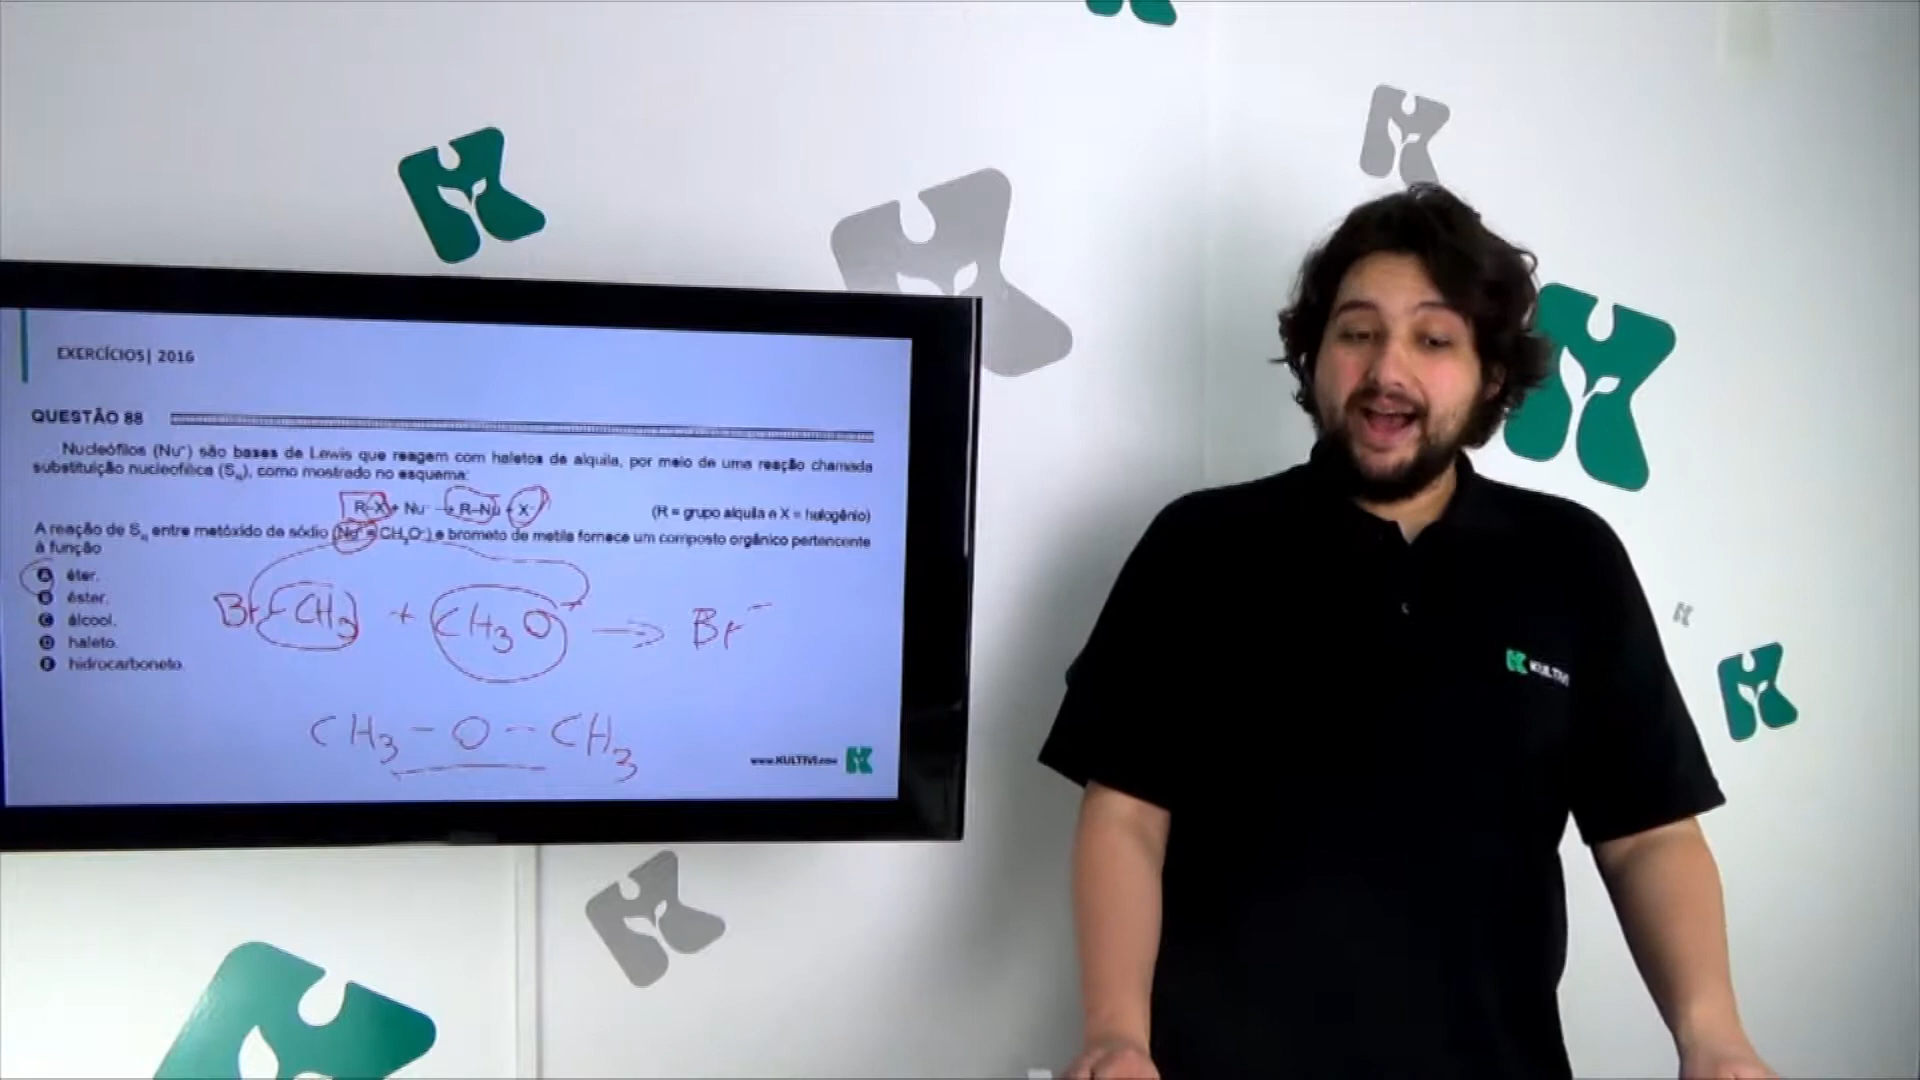 EXERCÍCIOS| 2016
QUESTÃO 88
Nucleófilos (Nu⁻) são bases de Lewis que reagem com haletos de alquila, por meio de uma reação chamada
substituição nucleofílica (S_N), como mostrado no esquema:
R–X + Nu⁻ → R–Nu + X⁻ (R = grupo alquila e X = halogênio)
A reação de S_N entre metóxido de sódio (Na⁺ ⁻CH₃O⁻) e brometo de metila fornece um composto orgânico pertencente
à função
A éter.
B éster.
C álcool.
D haleto.
E hidrocarboneto.
Br–CH₃ + CH₃O⁻ → Br⁻
CH₃–O–CH₃
www.KULTIVI.com
KULTIVI